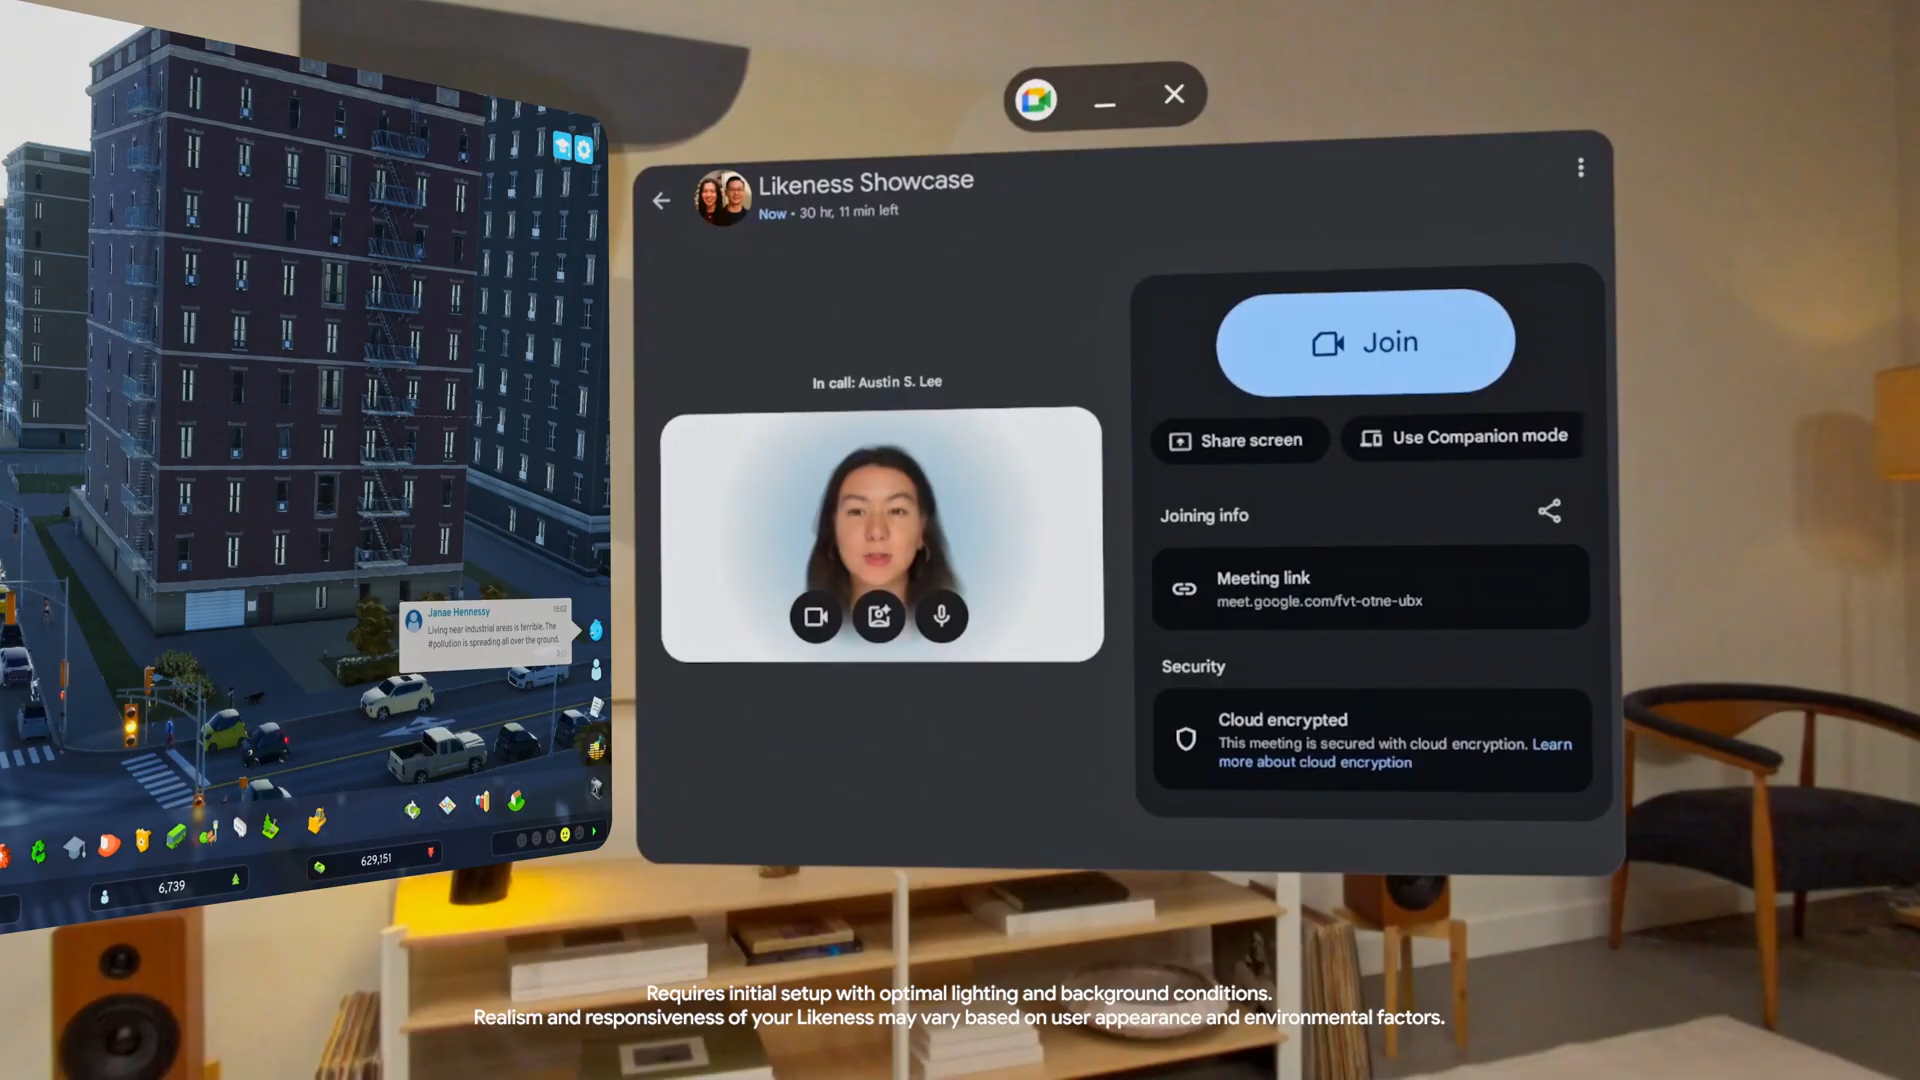 Likeness Showcase
Now • 30 hr, 11 min left
Join
In call: Austin S. Lee
Share screen
Use Companion mode
Joining info
Meeting link
meet.google.com/fvt-otne-ubx
Security
Cloud encrypted
This meeting is secured with cloud encryption. Learn
more about cloud encryption
Janae Hennessy
15:02
Living near industrial areas is terrible. The
#pollution is spreading all over the ground.
629,151
6,739
Requires initial setup with optimal lighting and background conditions.
Realism and responsiveness of your Likeness may vary based on user appearance and environmental factors.